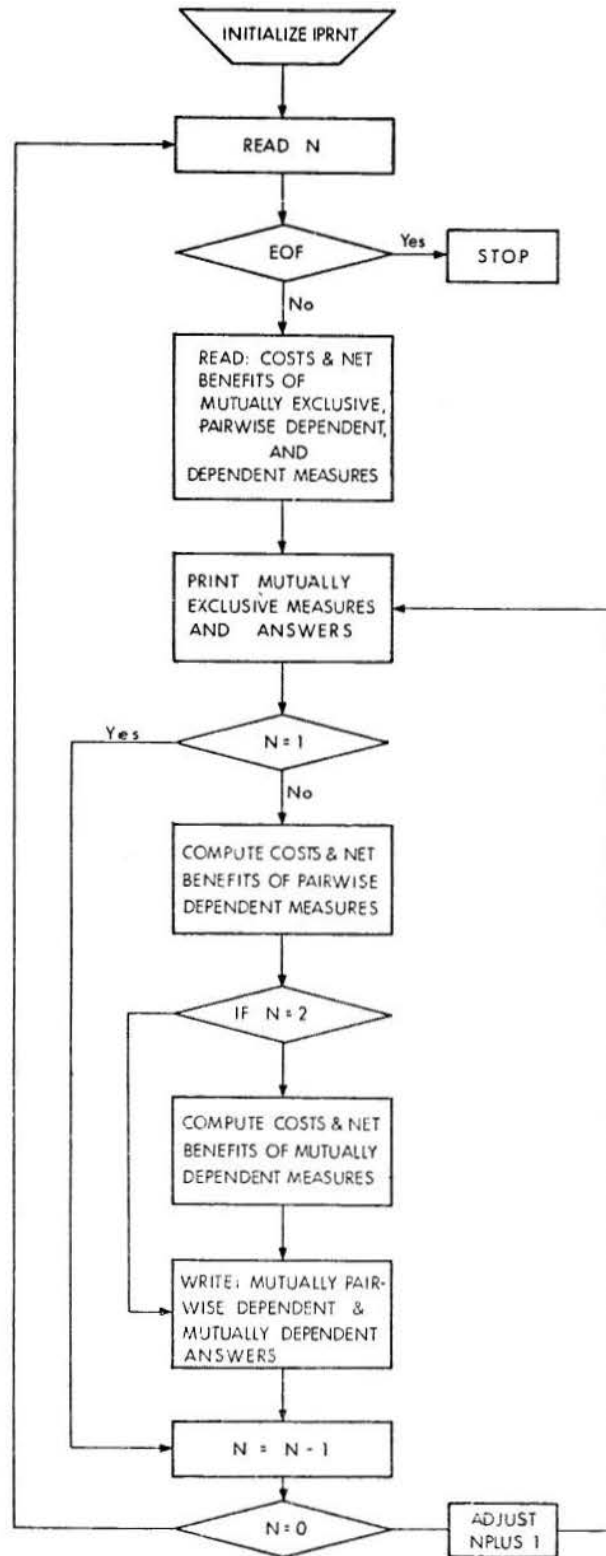 INITIALIZE IPRNT
READ N
EOF
Yes
STOP
No
READ: COSTS & NET
BENEFITS OF
MUTUALLY EXCLUSIVE,
PAIRWISE DEPENDENT,
AND
DEPENDENT MEASURES
PRINT MUTUALLY
EXCLUSIVE MEASURES
AND ANSWERS
Yes
N = 1
No
COMPUTE COSTS & NET
BENEFITS OF PAIRWISE
DEPENDENT MEASURES
IF N = 2
COMPUTE COSTS & NET
BENEFITS OF MUTUALLY
DEPENDENT MEASURES
WRITE: MUTUALLY PAIR-
WISE DEPENDENT &
MUTUALLY DEPENDENT
ANSWERS
N = N - 1
N = 0
ADJUST
NPLUS 1